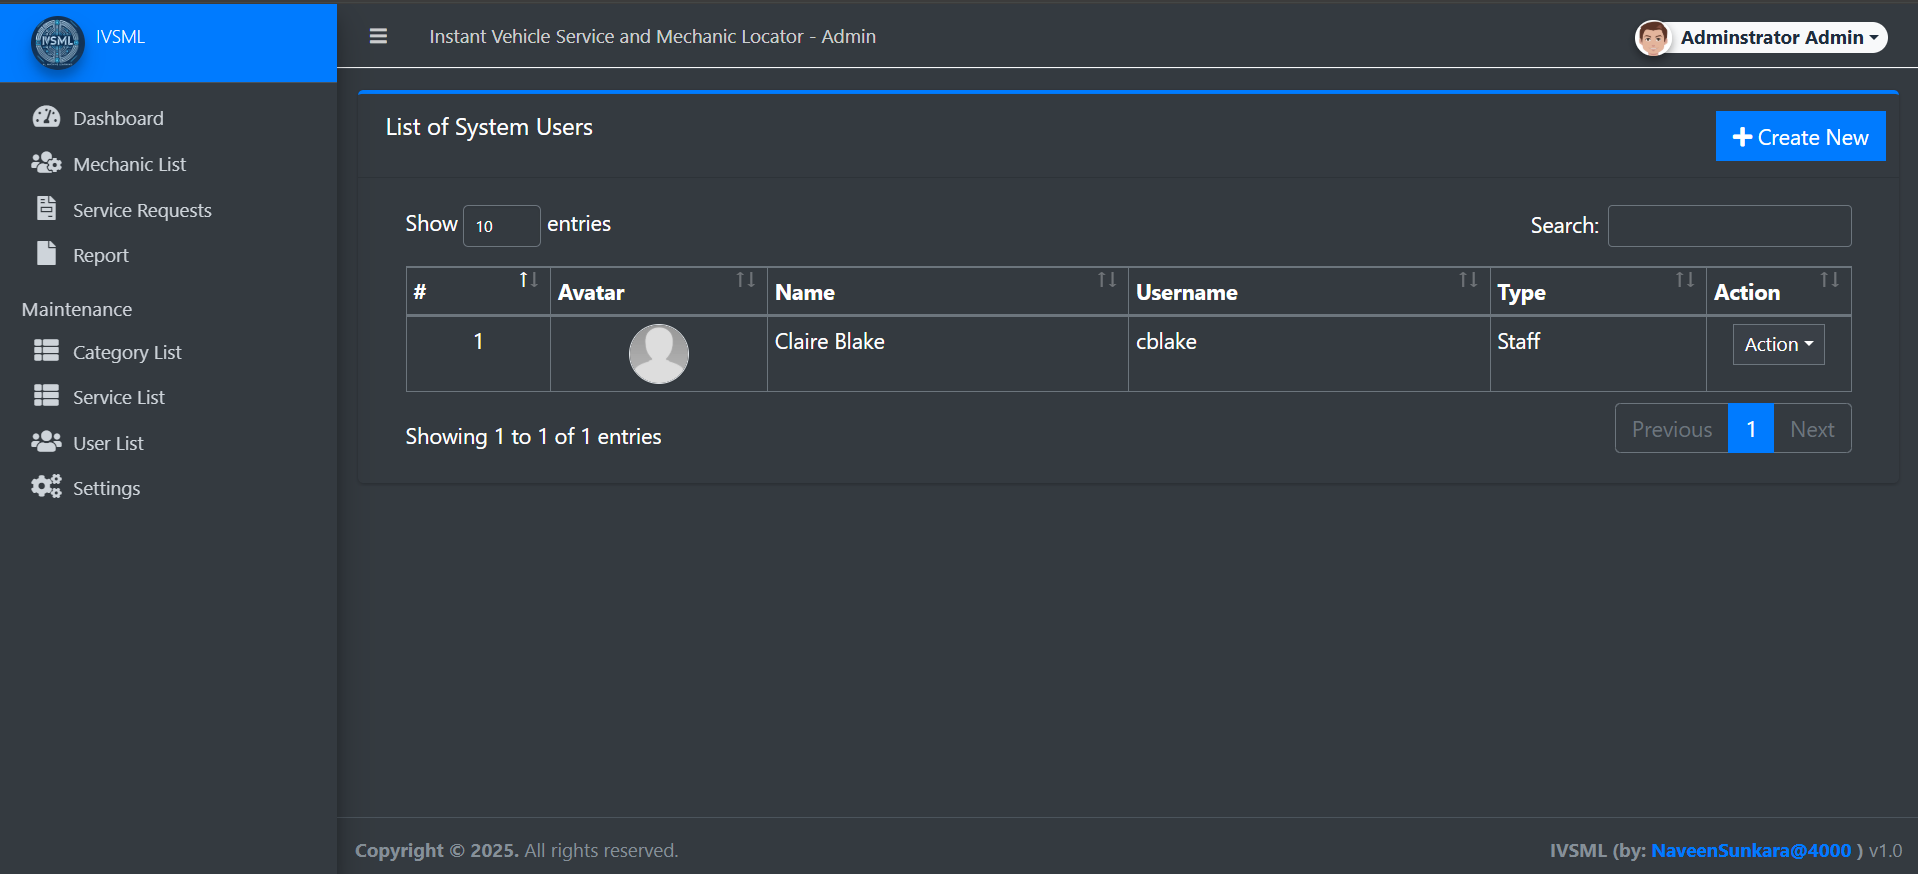 IVSML
IVSML
Instant Vehicle Service and Mechanic Locator - Admin
Adminstrator Admin
Dashboard
Mechanic List
Service Requests
Report
Maintenance
Category List
Service List
User List
Settings
List of System Users
Create New
Show 10 entries
Search:
# Avatar Name Username Type Action
1 Claire Blake cblake Staff Action
Showing 1 to 1 of 1 entries
Previous 1 Next
Copyright © 2025. All rights reserved.
IVSML (by: NaveenSunkara@4000 ) v1.0